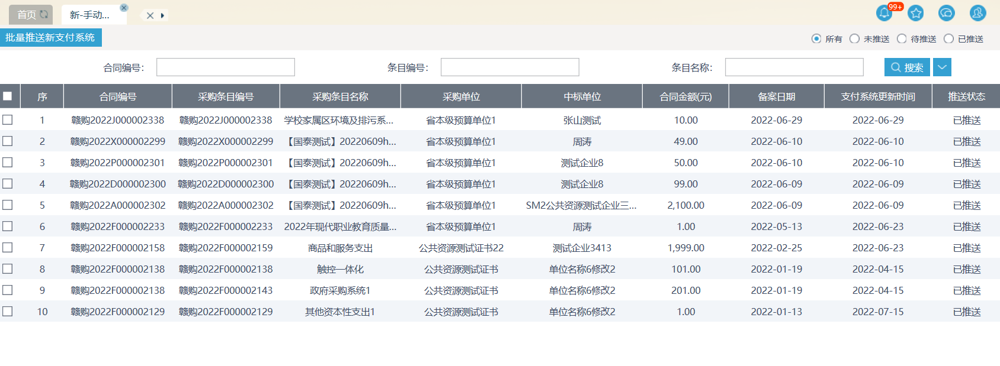 首页 新-手动... 99+
批量推送新支付系统 所有 未推送 待推送 已推送
合同编号: 条目编号: 条目名称: 搜索
序 合同编号 采购条目编号 采购条目名称 采购单位 中标单位 合同金额(元) 备案日期 支付系统更新时间 推送状态
1 赣购2022J000002338 赣购2022J000002338 学校家属区环境及排污系... 省本级预算单位1 张山测试 10.00 2022-06-29 2022-06-29 已推送
2 赣购2022X000002299 赣购2022X000002299 【国泰测试】20220609h... 省本级预算单位1 周涛 49.00 2022-06-10 2022-06-10 已推送
3 赣购2022P000002301 赣购2022P000002301 【国泰测试】20220609h... 省本级预算单位1 测试企业8 50.00 2022-06-10 2022-06-10 已推送
4 赣购2022D000002300 赣购2022D000002300 【国泰测试】20220609h... 省本级预算单位1 测试企业8 99.00 2022-06-09 2022-06-09 已推送
5 赣购2022A000002302 赣购2022A000002302 【国泰测试】20220609h... 省本级预算单位1 SM2公共资源测试企业三... 2,100.00 2022-06-09 2022-06-09 已推送
6 赣购2022F000002233 赣购2022F000002233 2022年现代职业教育质量... 省本级预算单位1 周涛 1.00 2022-05-13 2022-06-23 已推送
7 赣购2022F000002158 赣购2022F000002159 商品和服务支出 公共资源测试证书22 测试企业3413 1,999.00 2022-02-25 2022-06-23 已推送
8 赣购2022F000002138 赣购2022F000002138 触控一体化 公共资源测试证书 单位名称6修改2 101.00 2022-01-19 2022-04-15 已推送
9 赣购2022F000002138 赣购2022F000002143 政府采购系统1 公共资源测试证书 单位名称6修改2 201.00 2022-01-19 2022-04-15 已推送
10 赣购2022F000002129 赣购2022F000002129 其他资本性支出1 公共资源测试证书 单位名称6修改2 1.00 2022-01-13 2022-07-15 已推送